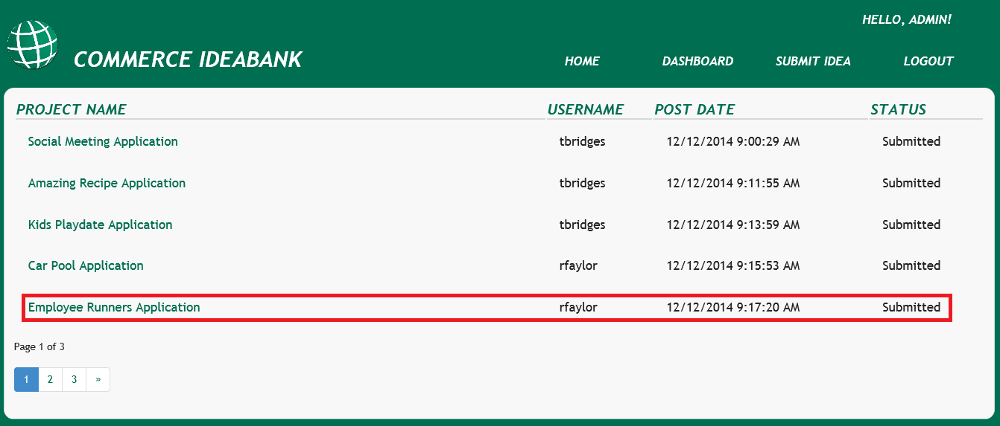 HELLO, ADMIN!
COMMERCE IDEABANK
HOME DASHBOARD SUBMIT IDEA LOGOUT
PROJECT NAME USERNAME POST DATE STATUS
Social Meeting Application tbridges 12/12/2014 9:00:29 AM Submitted
Amazing Recipe Application tbridges 12/12/2014 9:11:55 AM Submitted
Kids Playdate Application tbridges 12/12/2014 9:13:59 AM Submitted
Car Pool Application rfaylor 12/12/2014 9:15:53 AM Submitted
Employee Runners Application rfaylor 12/12/2014 9:17:20 AM Submitted
Page 1 of 3
1 2 3 »